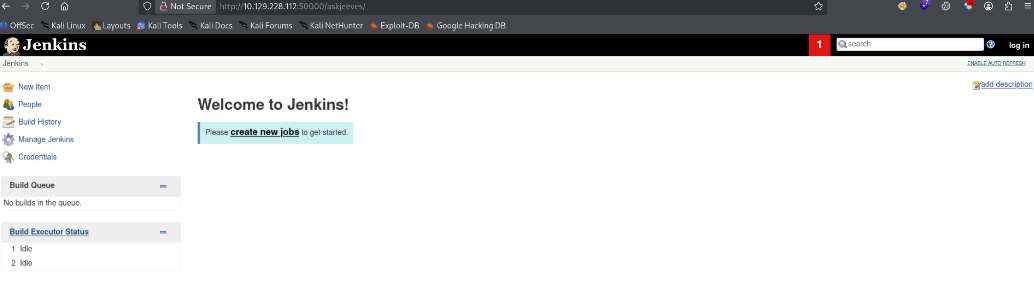 Not Secure http://10.129.228.112:50000/askjeeves/
OffSec Kali Linux Layouts Kali Tools Kali Docs Kali Forums Kali NetHunter Exploit-DB Google Hacking DB
Jenkins 1 search log in
Jenkins ENABLE AUTO REFRESH
New Item
add description
People
Build History
Manage Jenkins
Credentials
Welcome to Jenkins!
Please create new jobs to get started.
Build Queue
No builds in the queue.
Build Executor Status
1 Idle
2 Idle